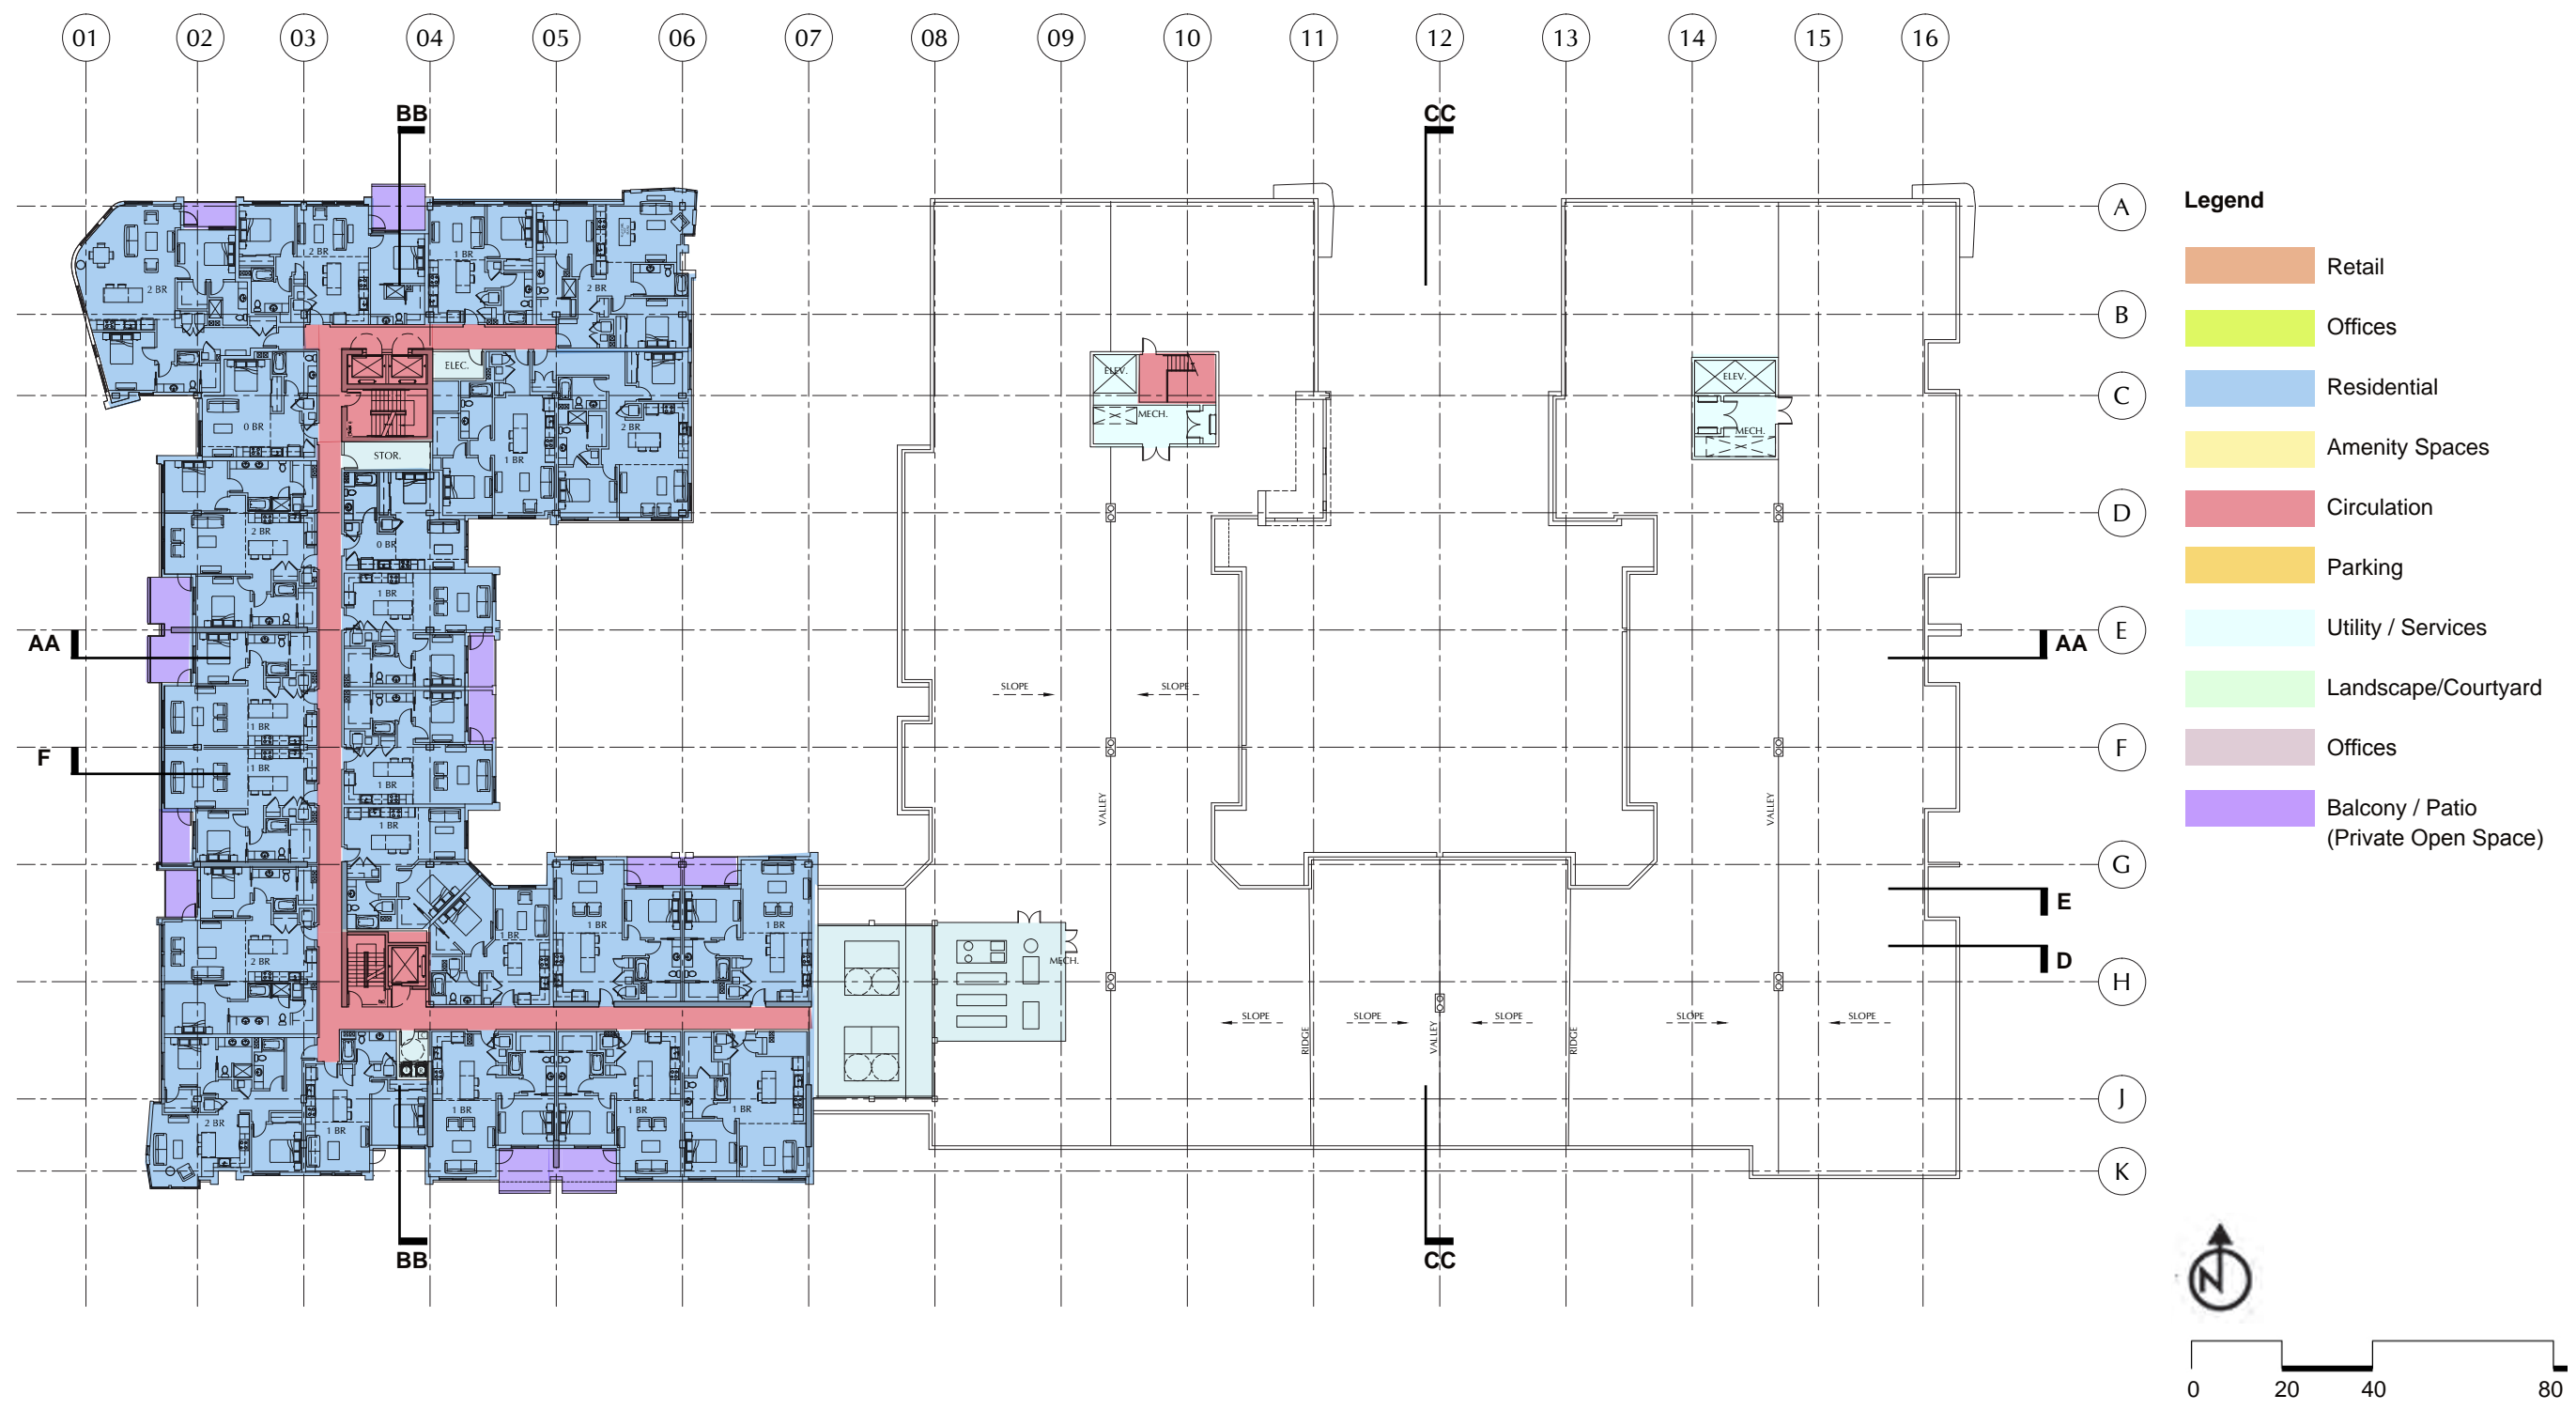 01 02 03 04 05 06 07 08 09 10 11 12 13 14 15 16
BB CC
A
Legend
2 BR 1 BR
2 BR 2 BR
Retail
B
Offices
ELEC. ELEV. ELEV.
Residential
C
MECH.
0 BR 2 BR MECH.
Amenity Spaces
STOR. 1 BR
Circulation
D
2 BR 0 BR
Parking
1 BR
E
Utility / Services
AA AA
SLOPE SLOPE
Landscape/Courtyard
1 BR
F F
Offices
1 BR
1 BR
VALLEY VALLEY
Balcony / Patio
(Private Open Space)
1 BR
G
E
1 BR 1 BR 1 BR
2 BR MECH. D
H
SLOPE SLOPE SLOPE SLOPE SLOPE
RIDGE VALLEY RIDGE
J
2 BR 1 BR 1 BR 1 BR 1 BR
K
BB CC
N
0 20 40 80